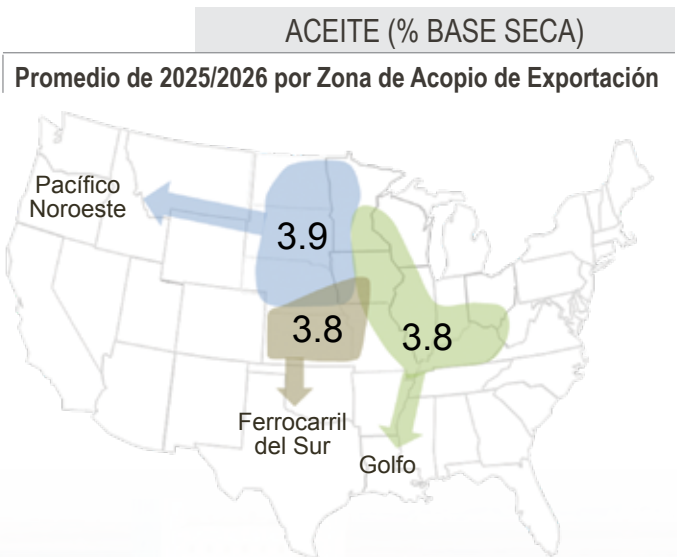 ACEITE (% BASE SECA)
Promedio de 2025/2026 por Zona de Acopio de Exportación
Pacífico
Noroeste
3.9
3.8
3.8
Ferrocarril
del Sur
Golfo